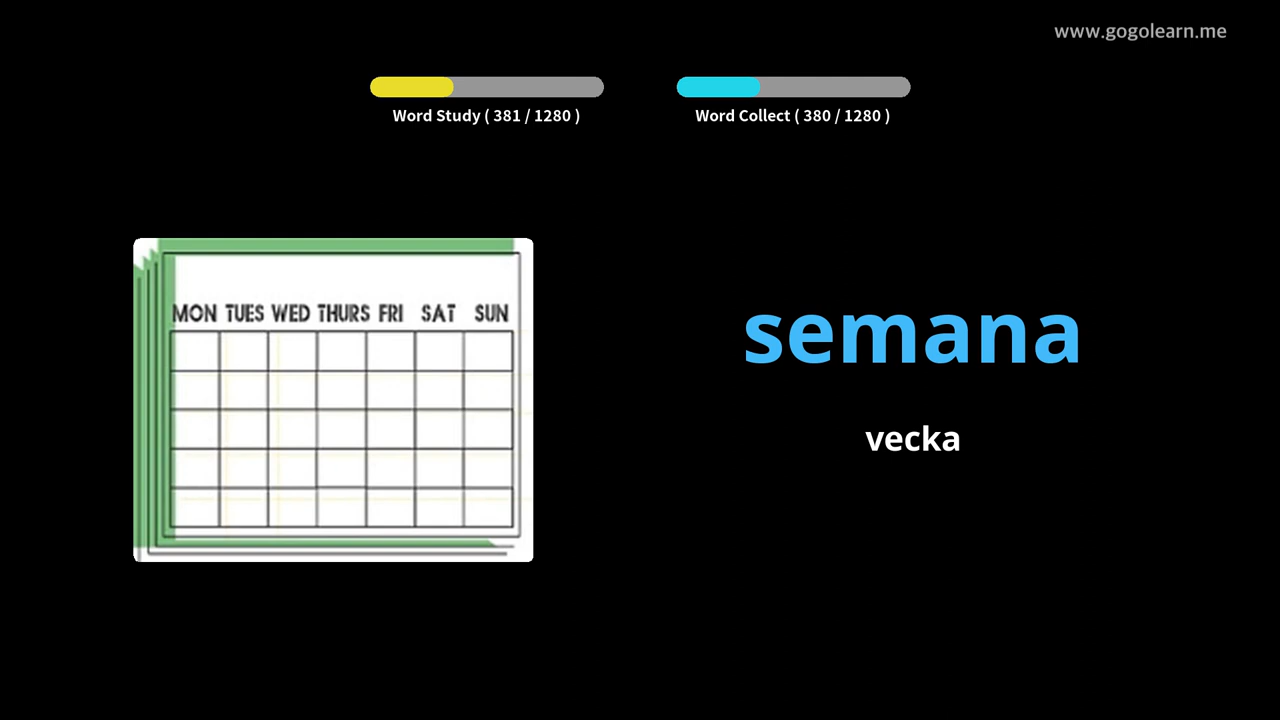 www.gogolearn.me
Word Study ( 381 / 1280 )
Word Collect ( 380 / 1280 )
MON TUES WED THURS FRI SAT SUN
semana
vecka